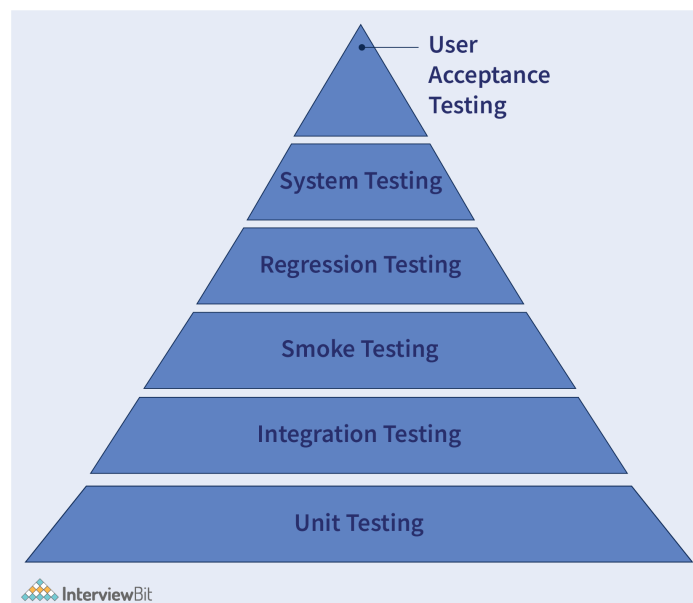 User
Acceptance
Testing
System Testing
Regression Testing
Smoke Testing
Integration Testing
Unit Testing
InterviewBit